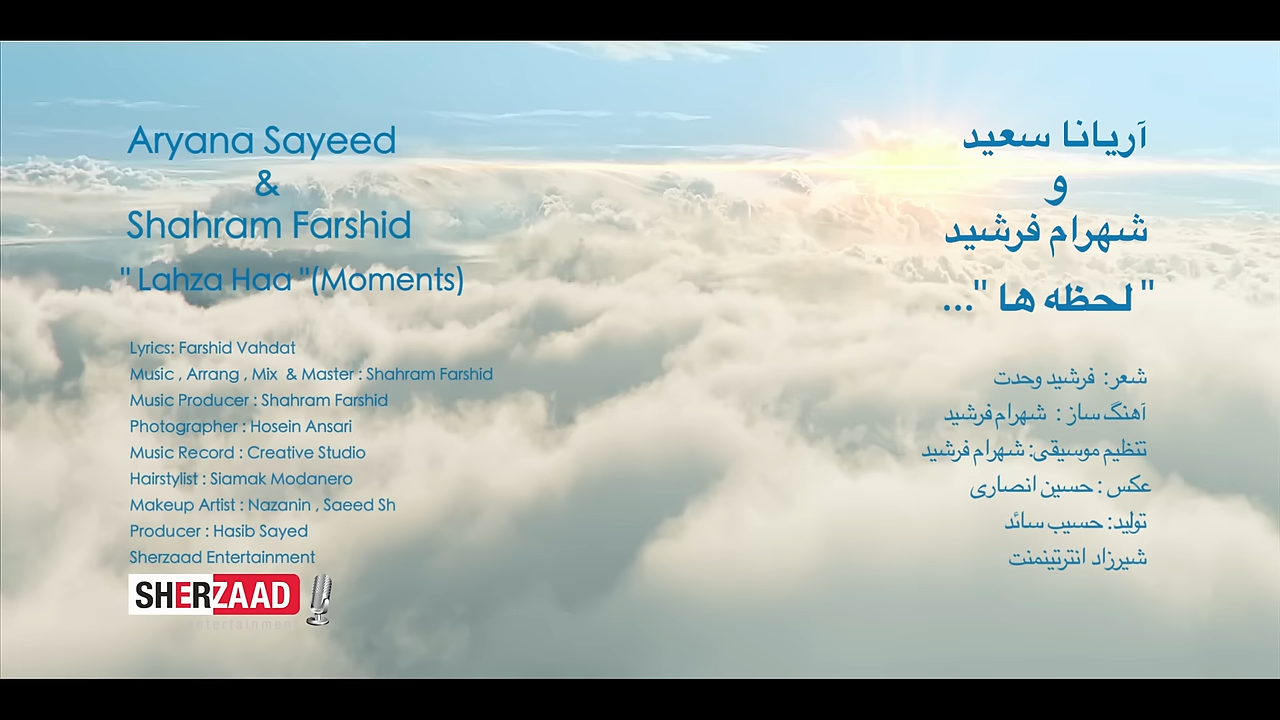 Aryana Sayeed
&
Shahram Farshid
" Lahza Haa "(Moments)
Lyrics: Farshid Vahdat
Music , Arrang , Mix & Master : Shahram Farshid
Music Producer : Shahram Farshid
Photographer : Hosein Ansari
Music Record : Creative Studio
Hairstylist : Siamak Modanero
Makeup Artist : Nazanin , Saeed Sh
Producer : Hasib Sayed
Sherzaad Entertainment
SHERZAAD
entertainment
آریانا سعید
و
شهرام فرشید
" لحظه ها "...
شعر: فرشید وحدت
آهنگ ساز : شهرام فرشید
تنظیم موسیقی: شهرام فرشید
عکس : حسین انصاری
تولید: حسیب سائد
شیرزاد انترتینمنت